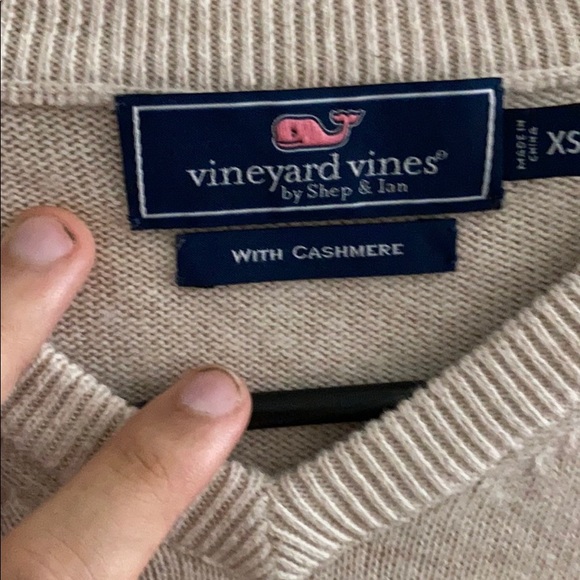 vineyard vines®
by Shep & Ian
WITH CASHMERE
MADE IN
CHINA
XS